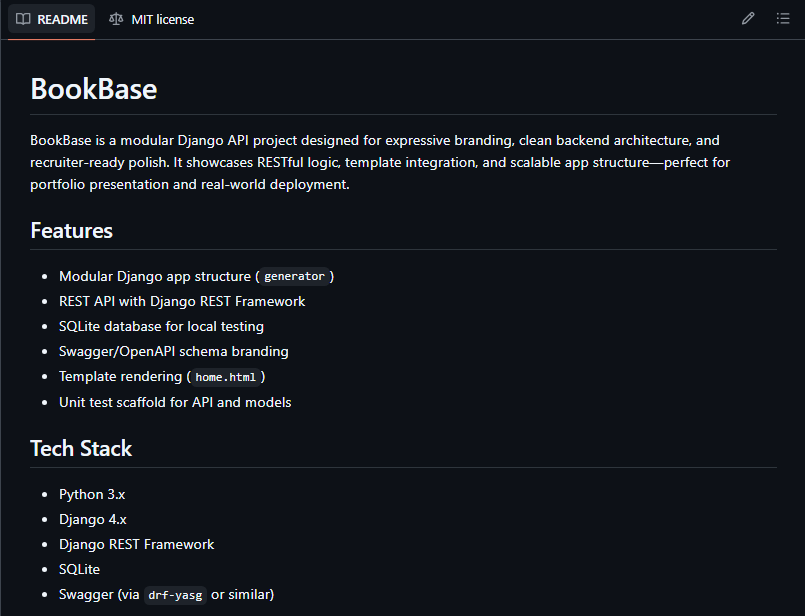 README MIT license
BookBase
BookBase is a modular Django API project designed for expressive branding, clean backend architecture, and
recruiter-ready polish. It showcases RESTful logic, template integration, and scalable app structure—perfect for
portfolio presentation and real-world deployment.
Features
Modular Django app structure (generator)
REST API with Django REST Framework
SQLite database for local testing
Swagger/OpenAPI schema branding
Template rendering (home.html)
Unit test scaffold for API and models
Tech Stack
Python 3.x
Django 4.x
Django REST Framework
SQLite
Swagger (via drf-yasg or similar)